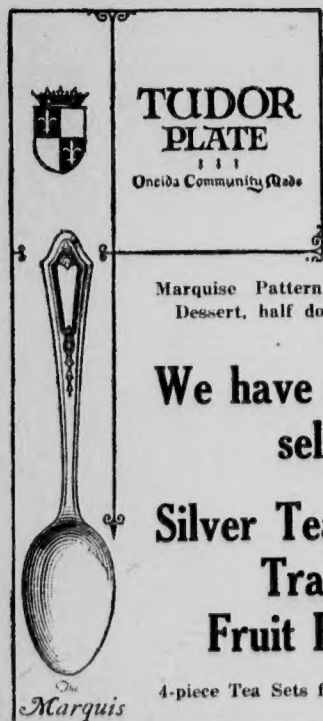 TUDOR
PLATE
Oneida Community Made
Marquise Pattern
Dessert, half do
We have
sel
Silver Tea
Tra
Fruit
4-piece Tea Sets f
The
Marquis